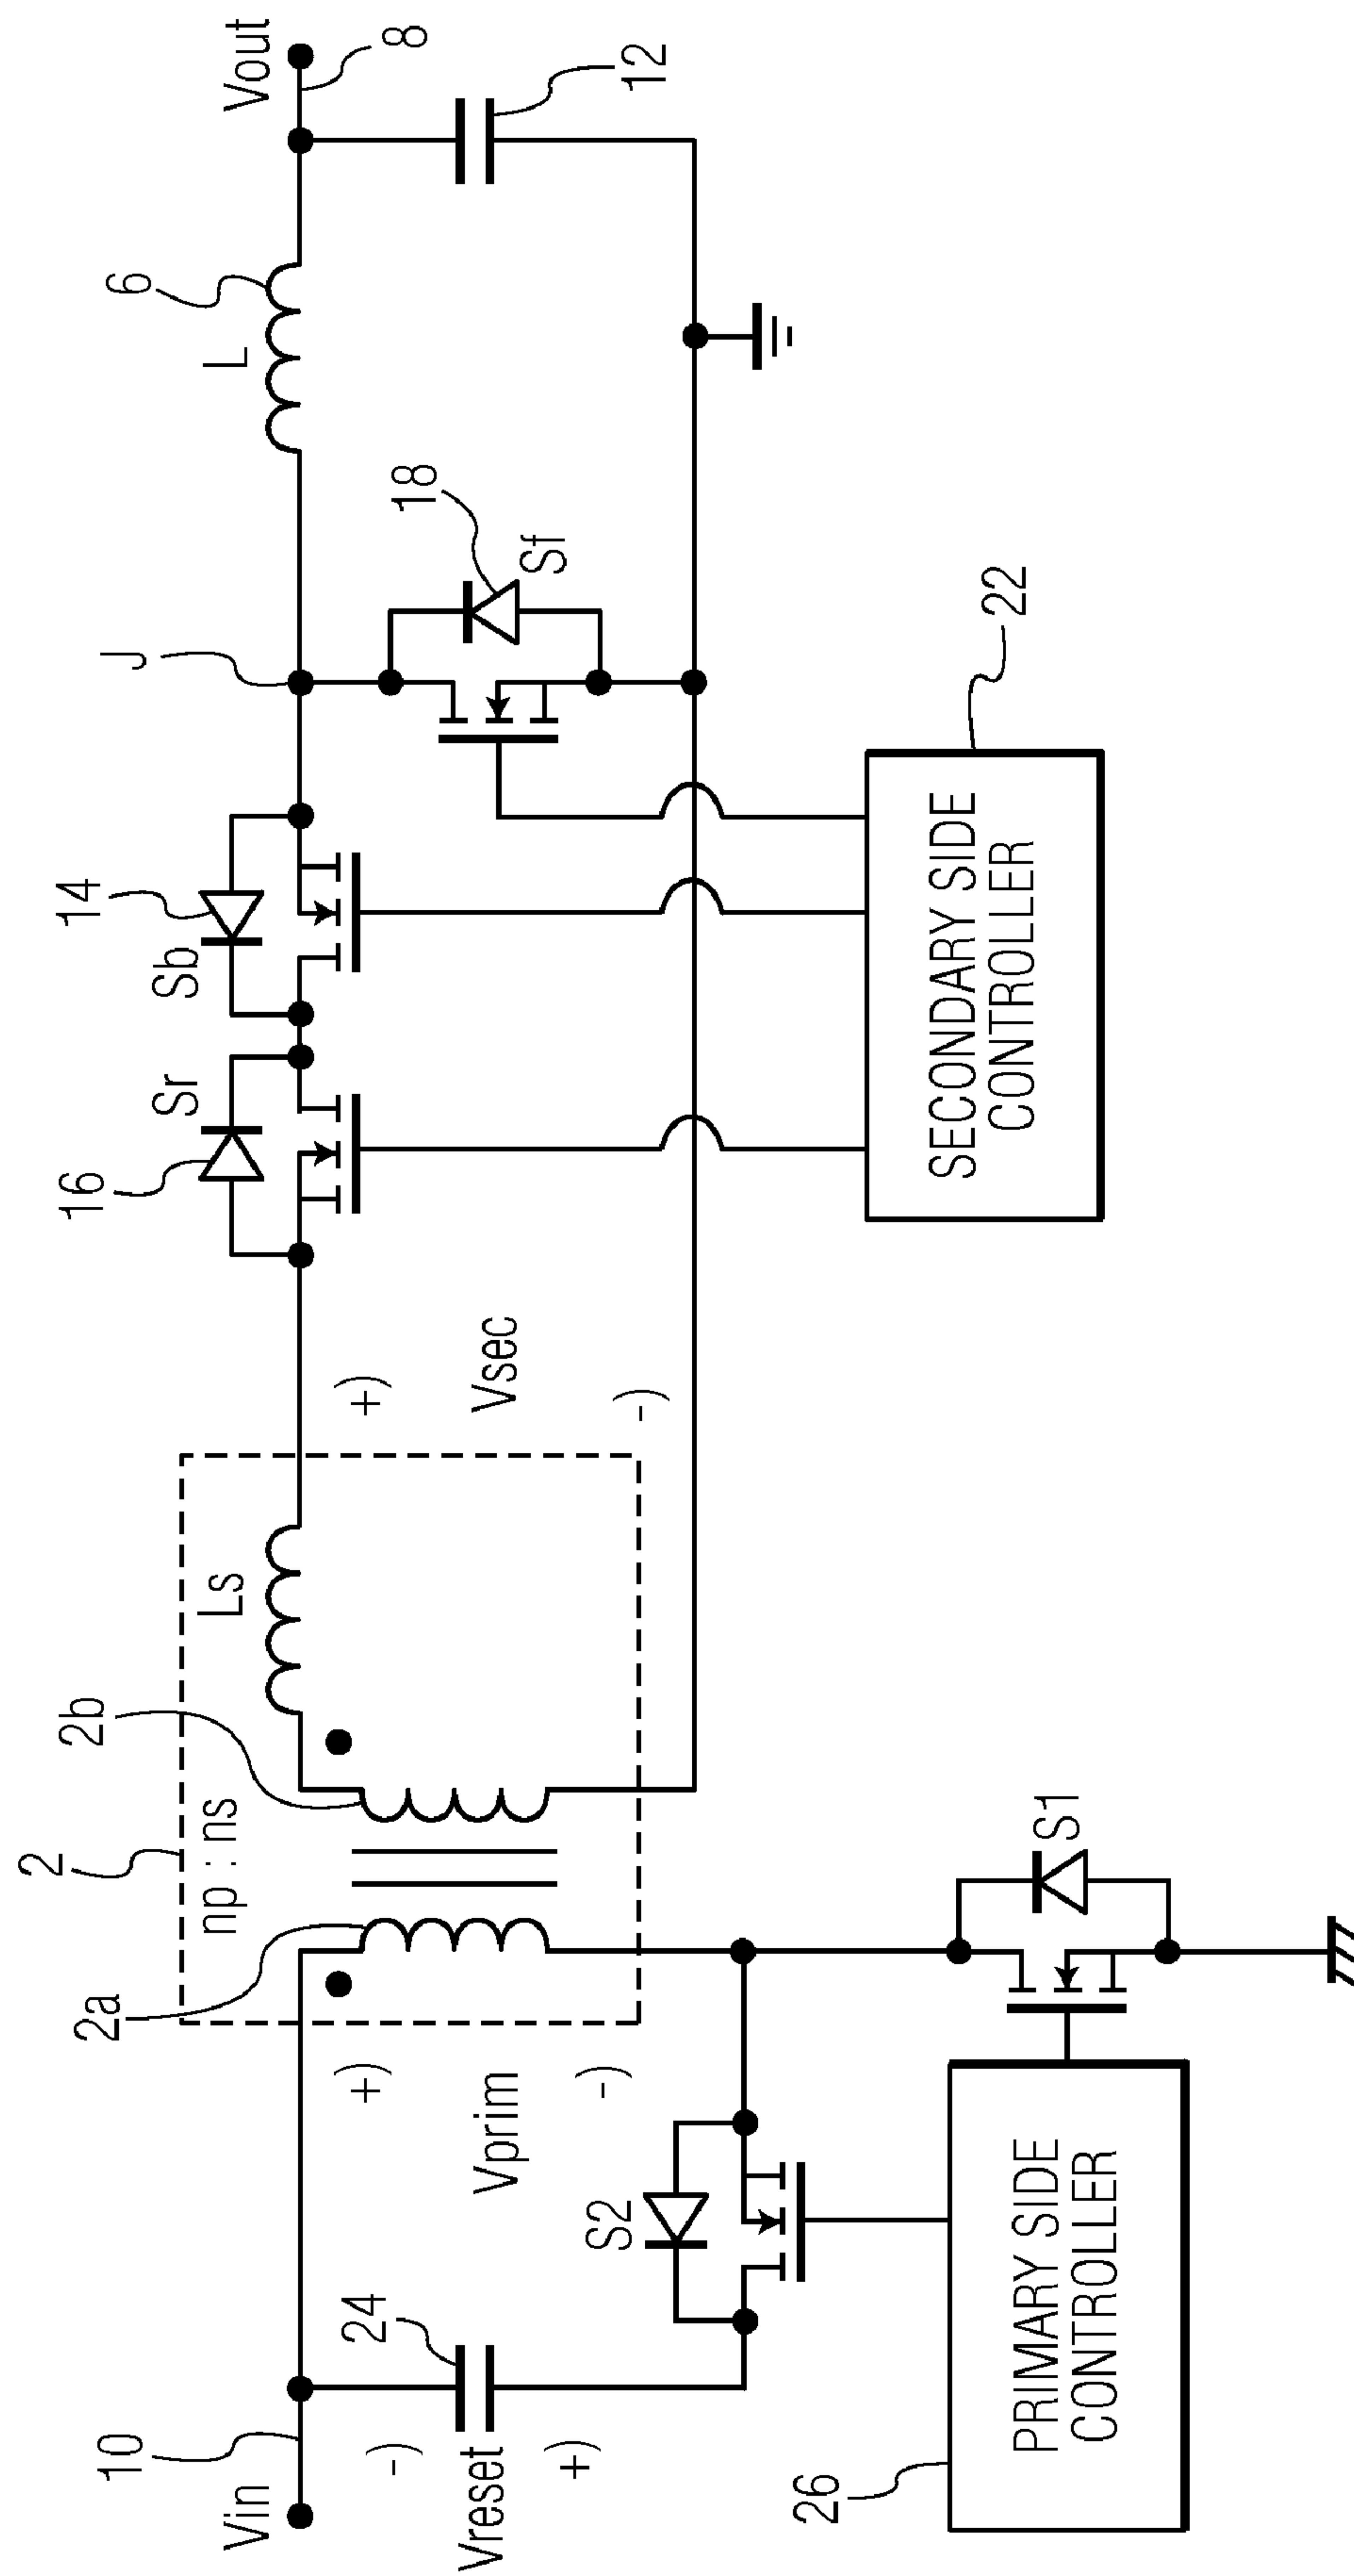 Vin
10
Vreset
-)
+)
24
S2
Vprim
+)
-)
2
np : ns
2a
2b
Ls
Vsec
+)
-)
16
Sr
Sb
14
J
18
Sf
L
6
Vout
8
12
S1
26
PRIMARY SIDE
CONTROLLER
SECONDARY SIDE
CONTROLLER
22